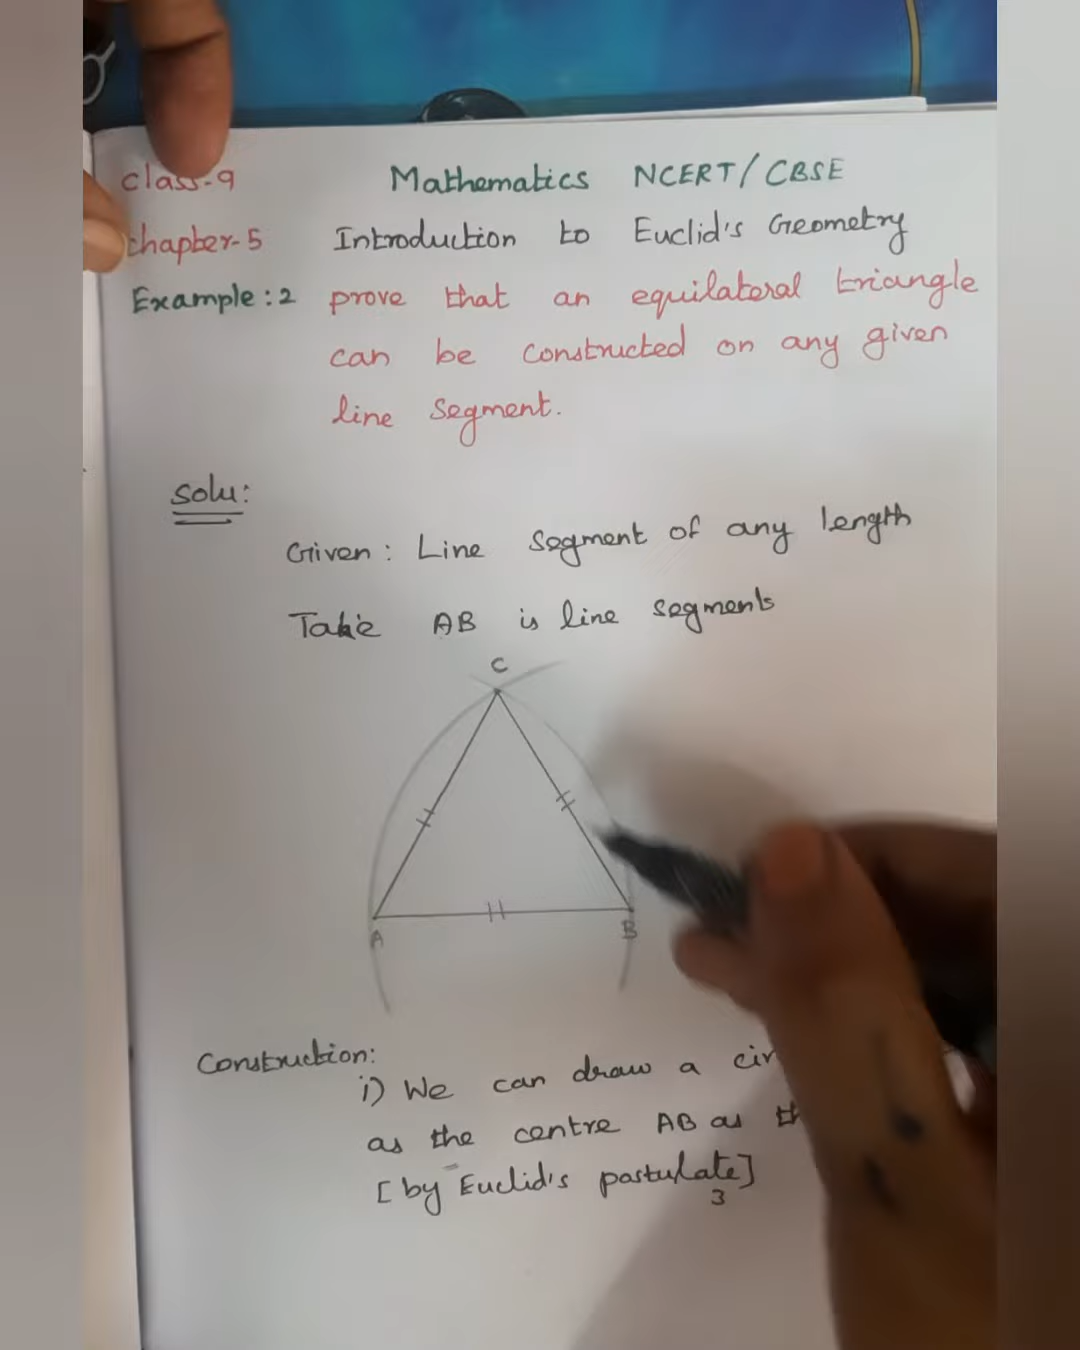 class-9 Mathematics NCERT/CBSE
chapter-5 Introduction to Euclid's Geometry
Example:2 prove that an equilateral triangle
can be constructed on any given
line segment.
Solu:
Given: Line segment of any length
Take AB is line segments
C
A
B
Construction:
i) We can draw a
as the centre AB as
[by Euclid's pastulate]
3